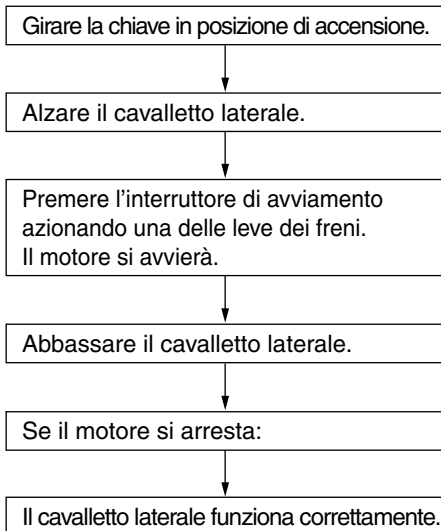 Girare la chiave in posizione di accensione.
Alzare il cavalletto laterale.
Premere l’interruttore di avviamento
azionando una delle leve dei freni.
Il motore si avvierà.
Abbassare il cavalletto laterale.
Se il motore si arresta:
Il cavalletto laterale funziona correttamente.